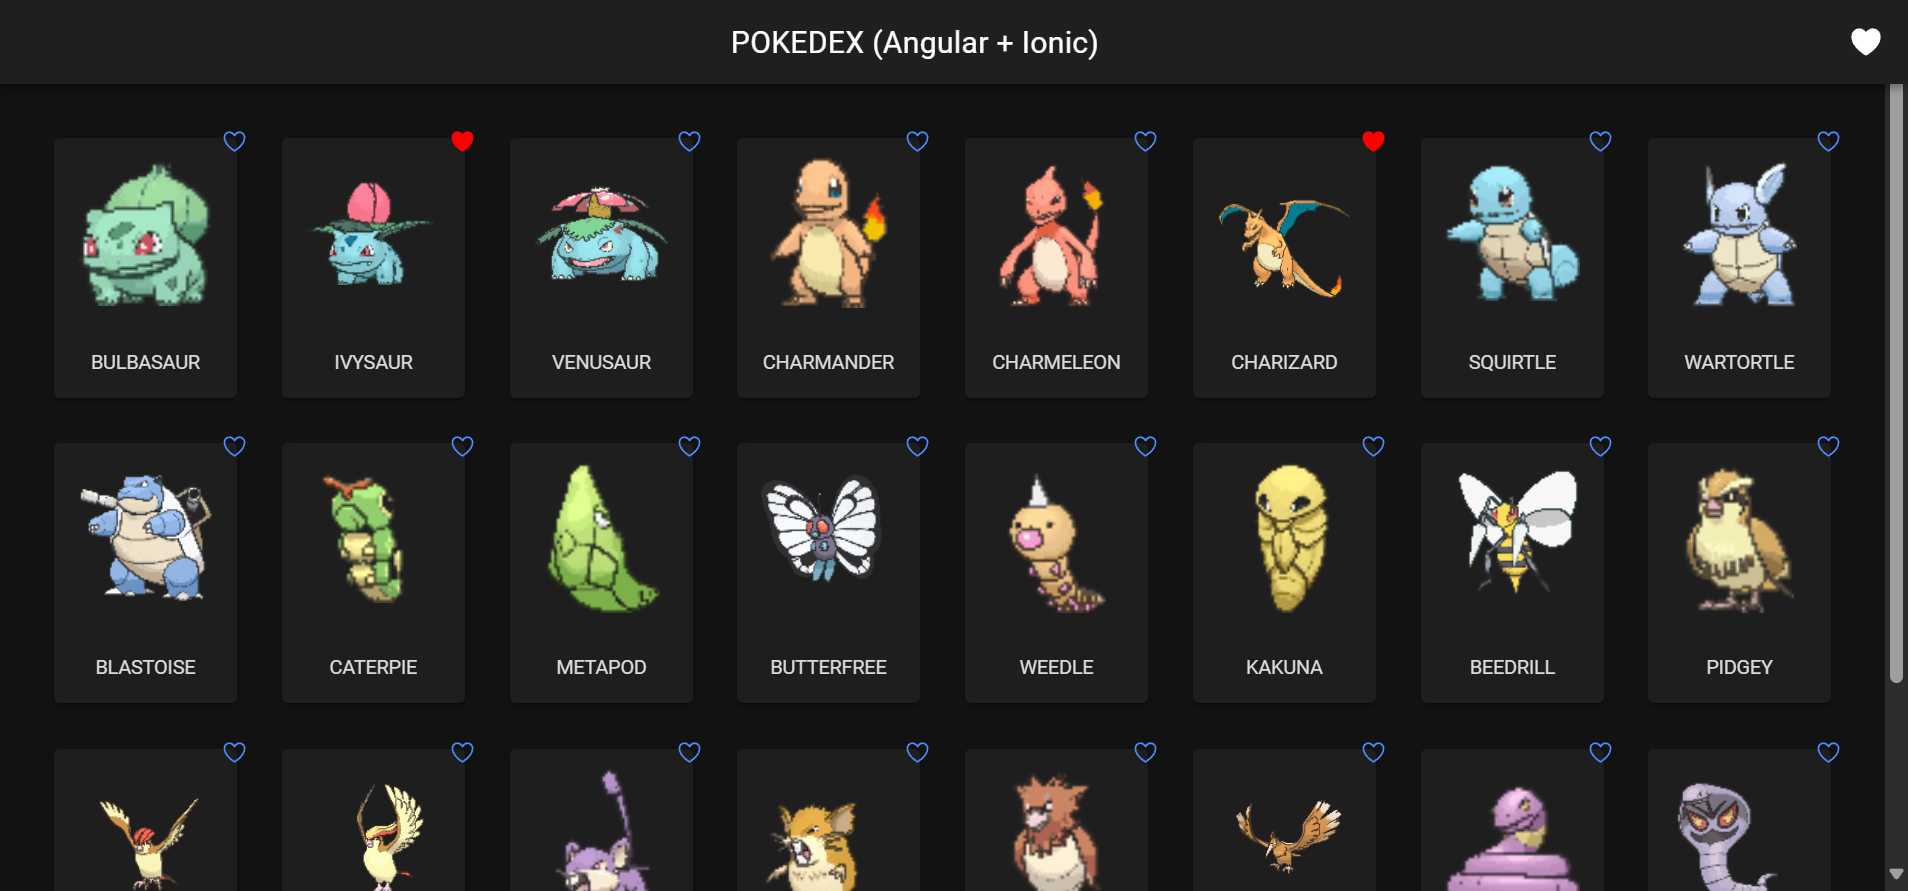 POKEDEX (Angular + Ionic)
BULBASAUR
IVYSAUR
VENUSAUR
CHARMANDER
CHARMELEON
CHARIZARD
SQUIRTLE
WARTORTLE
BLASTOISE
CATERPIE
METAPOD
BUTTERFREE
WEEDLE
KAKUNA
BEEDRILL
PIDGEY